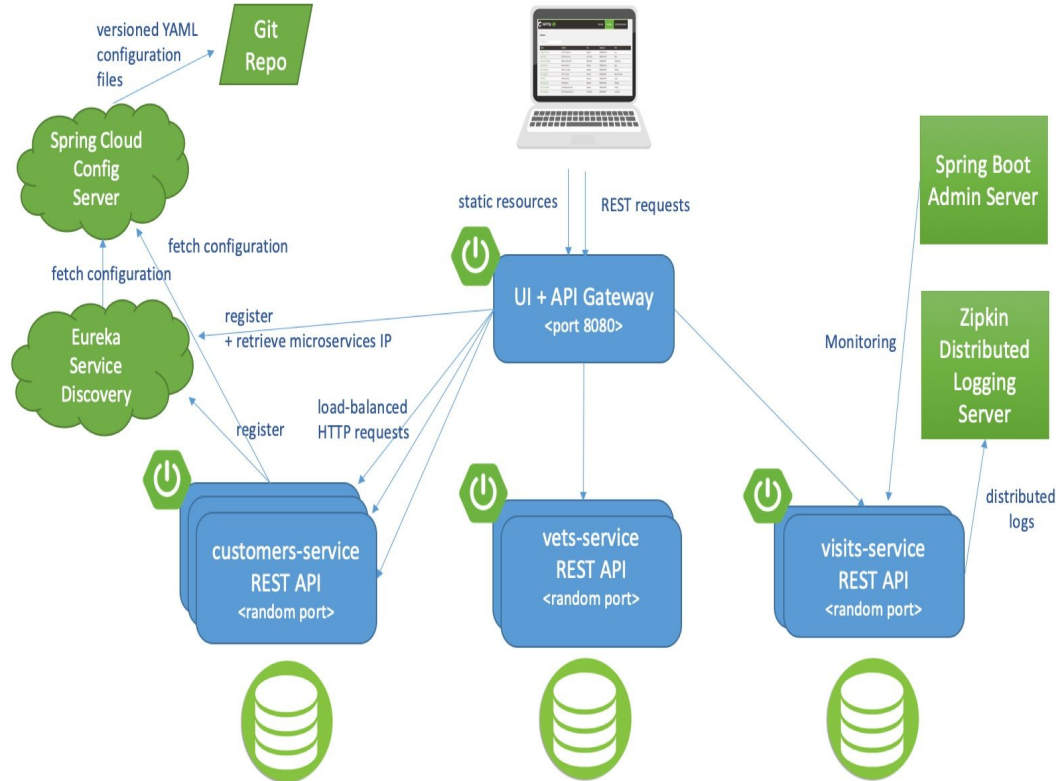 versioned YAML
configuration
files
Git
Repo
Spring Cloud
Config
Server
Spring Boot
Admin Server
static resources
REST requests
fetch configuration
fetch configuration
UI + API Gateway
<port 8080>
Eureka
Service
Discovery
register
+ retrieve microservices IP
Monitoring
Zipkin
Distributed
Logging
Server
load-balanced
HTTP requests
register
distributed
logs
customers-service
REST API
<random port>
vets-service
REST API
<random port>
visits-service
REST API
<random port>